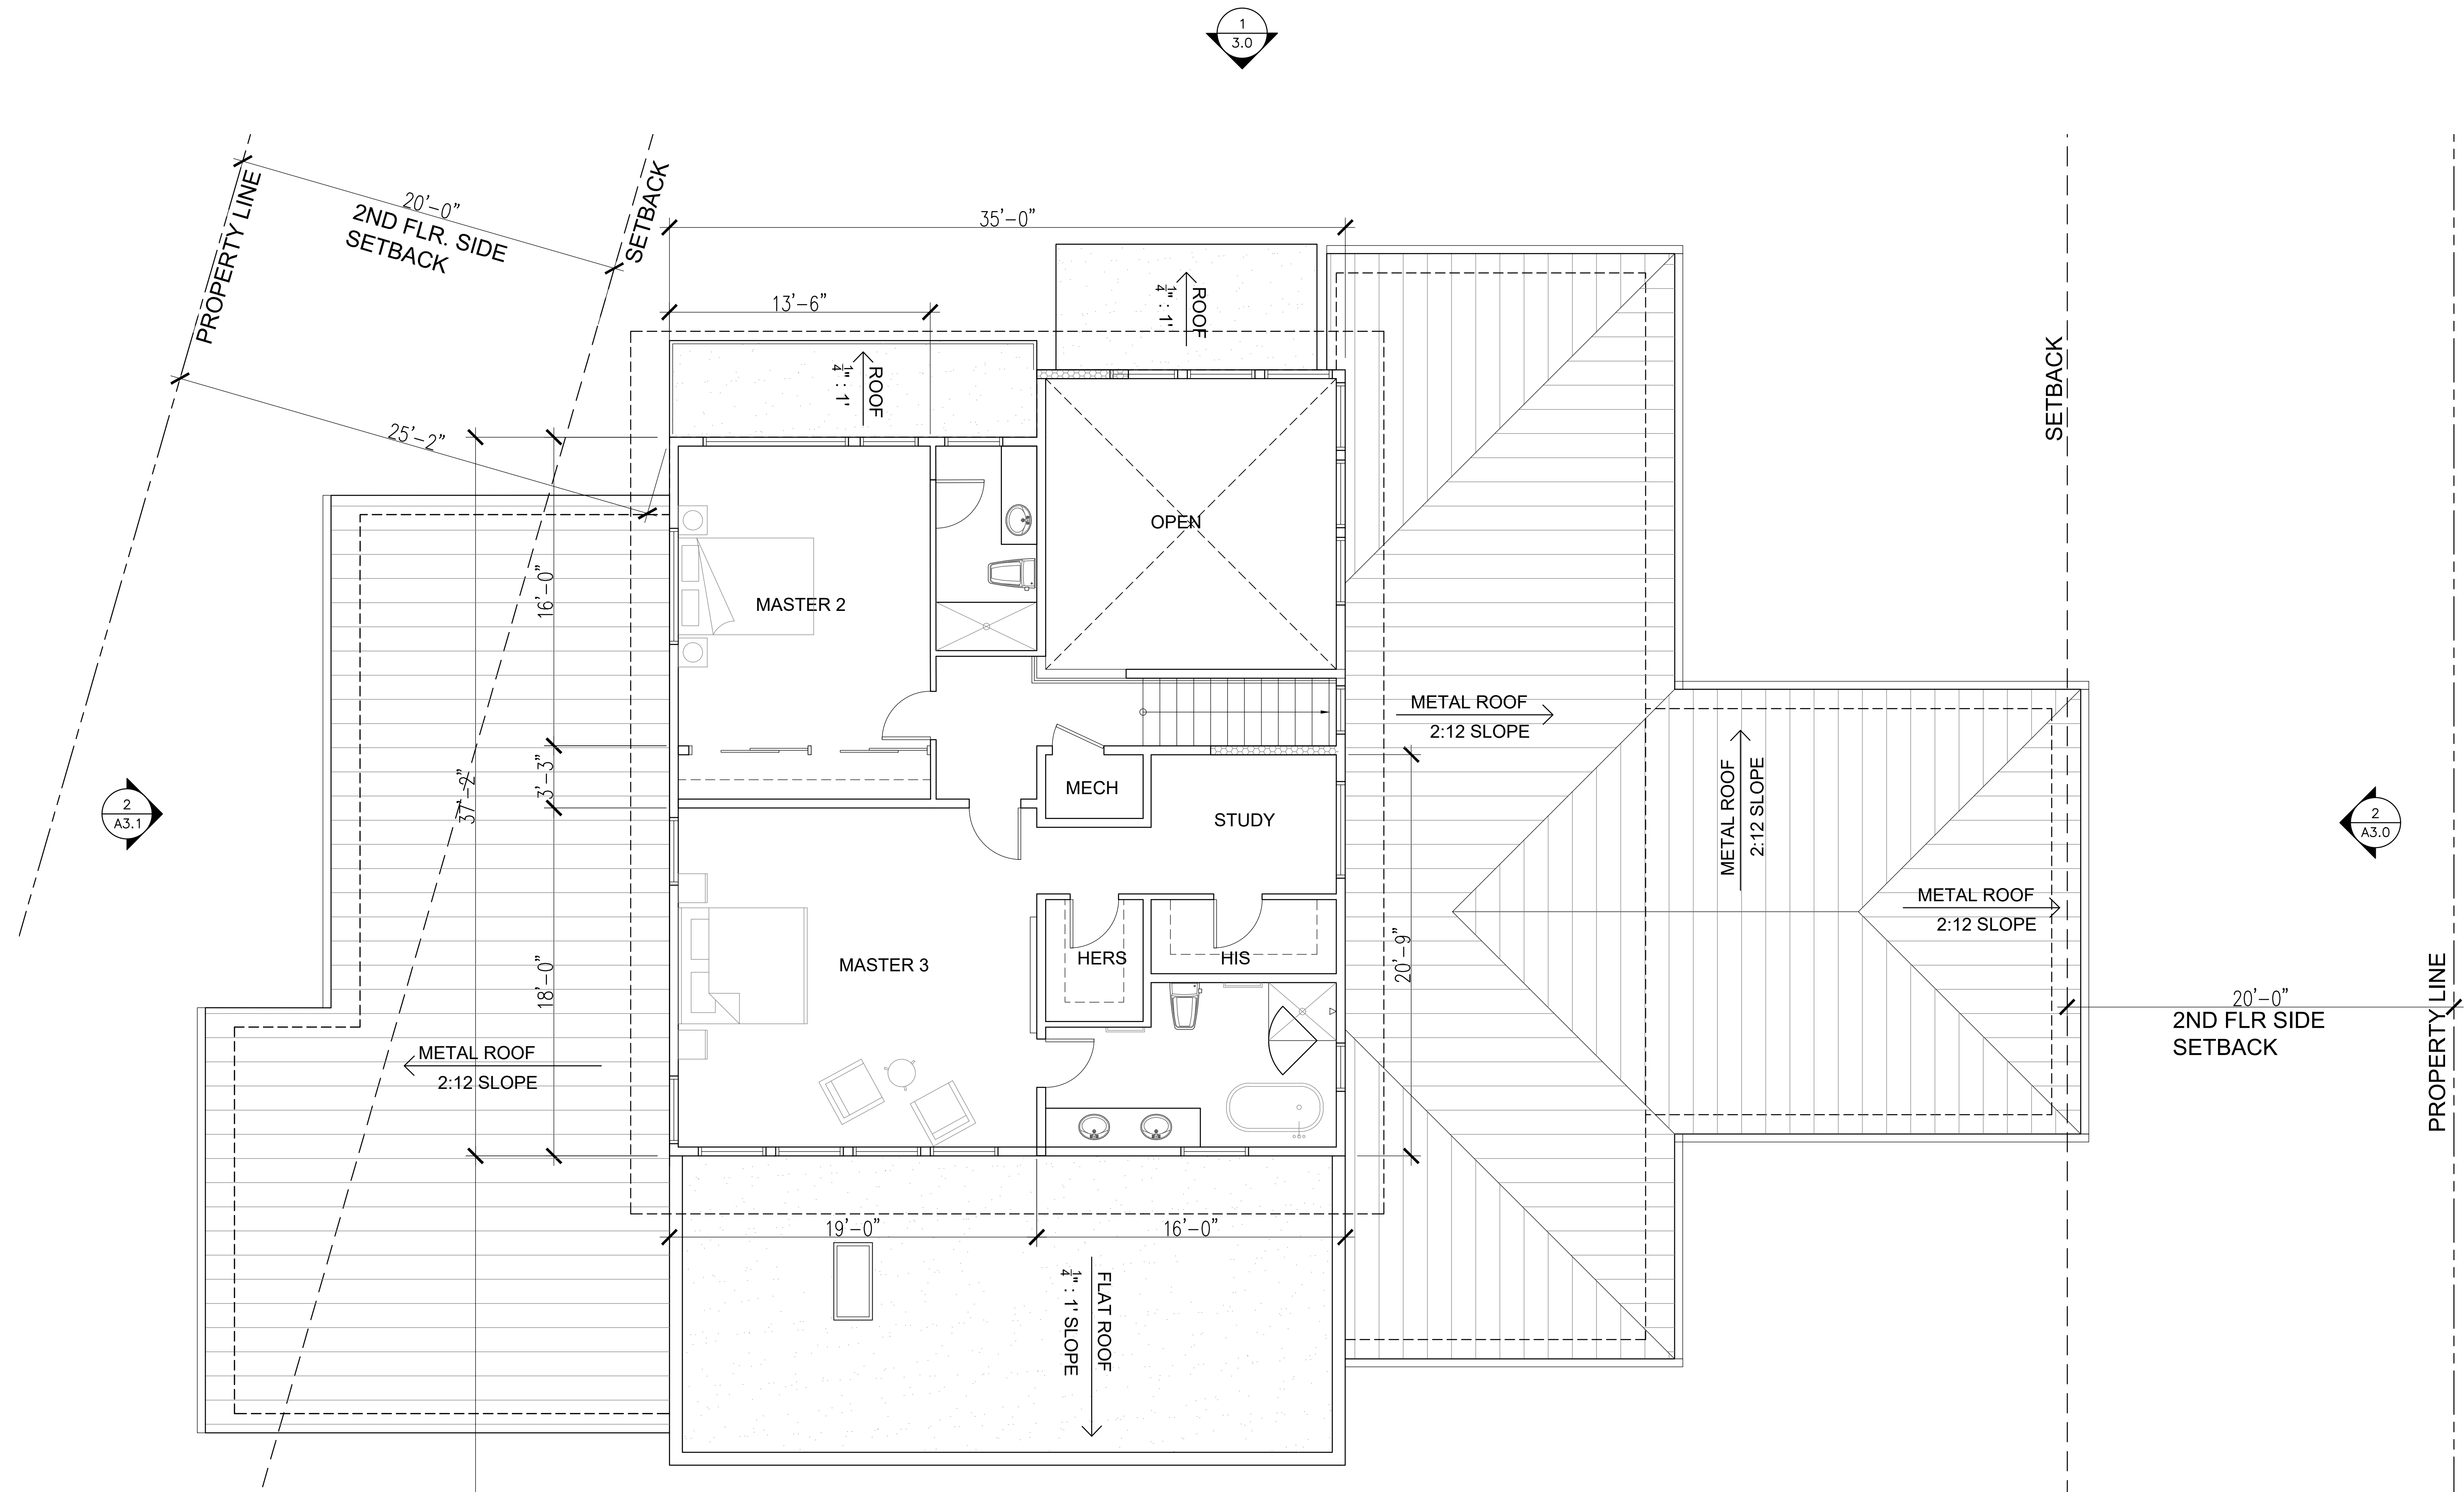 1
3.0
PROPERTY LINE
20'-0"
2ND FLR. SIDE
SETBACK
SETBACK
35'-0"
13'-6"
ROOF
1/4" : 1'
ROOF
1/4" : 1'
SETBACK
25'-2"
OPEN
16'-0"
MASTER 2
METAL ROOF
2:12 SLOPE
METAL ROOF
2:12 SLOPE
3'-3"
37'-2"
MECH
STUDY
2
A3.1
2
A3.0
METAL ROOF
2:12 SLOPE
HERS
HIS
MASTER 3
20'-9"
18'-0"
20'-0"
2ND FLR SIDE
SETBACK
PROPERTY LINE
METAL ROOF
2:12 SLOPE
19'-0"
16'-0"
FLAT ROOF
1/4" : 1' SLOPE